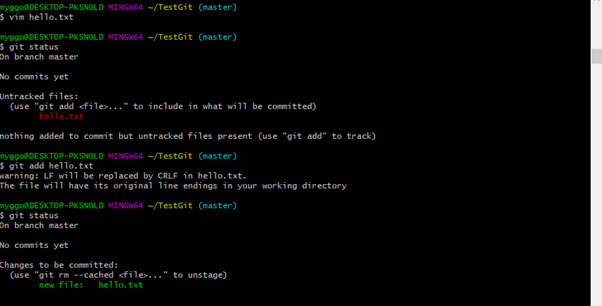 myggo@DESKTOP-PKSNOLD MINGW64 ~/TestGit (master)
$ vim hello.txt
myggo@DESKTOP-PKSNOLD MINGW64 ~/TestGit (master)
$ git status
On branch master
No commits yet
Untracked files:
(use "git add <file>..." to include in what will be committed)
hello.txt
nothing added to commit but untracked files present (use "git add" to track)
myggo@DESKTOP-PKSNOLD MINGW64 ~/TestGit (master)
$ git add hello.txt
warning: LF will be replaced by CRLF in hello.txt.
The file will have its original line endings in your working directory
myggo@DESKTOP-PKSNOLD MINGW64 ~/TestGit (master)
$ git status
On branch master
No commits yet
Changes to be committed:
(use "git rm --cached <file>..." to unstage)
new file:   hello.txt